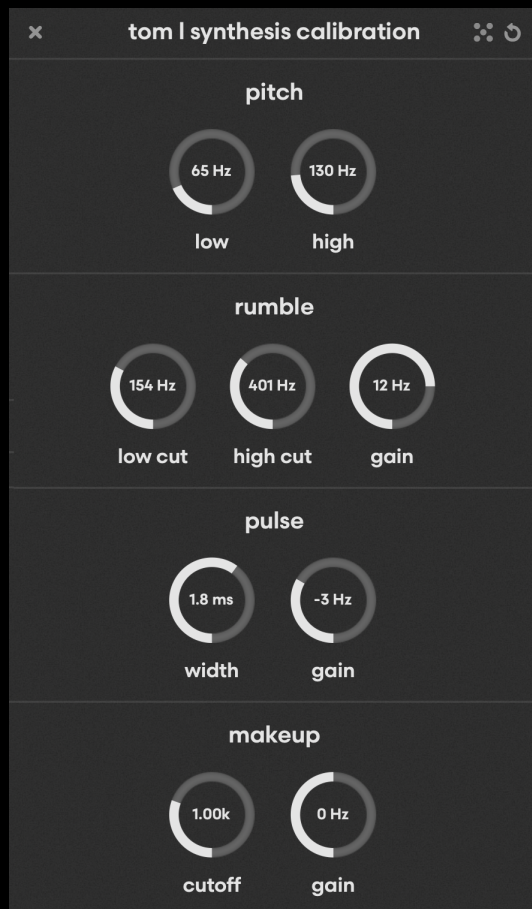 tom l synthesis calibration
pitch
65 Hz 130 Hz
low high
rumble
154 Hz 401 Hz 12 Hz
low cut high cut gain
pulse
1.8 ms -3 Hz
width gain
makeup
1.00k 0 Hz
cutoff gain